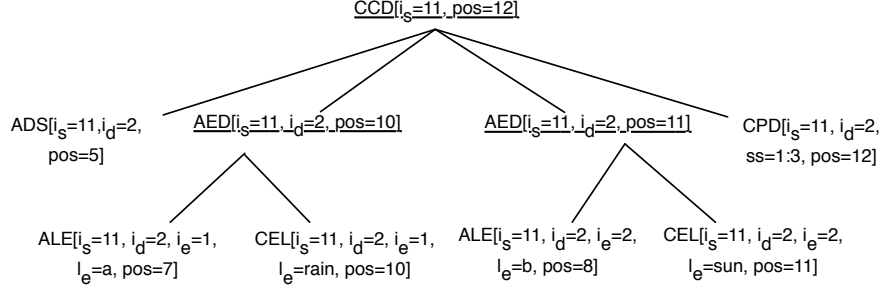 CCD[i_s=11, pos=12]
ADS[i_s=11,i_d=2,
pos=5]
AED[i_s=11, i_d=2, pos=10]
AED[i_s=11, i_d=2, pos=11]
CPD[i_s=11, i_d=2,
ss=1:3, pos=12]
ALE[i_s=11, i_d=2, i_e=1,
l_e=a, pos=7]
CEL[i_s=11, i_d=2, i_e=1,
l_e=rain, pos=10]
ALE[i_s=11, i_d=2, i_e=2,
l_e=b, pos=8]
CEL[i_s=11, i_d=2, i_e=2,
l_e=sun, pos=11]